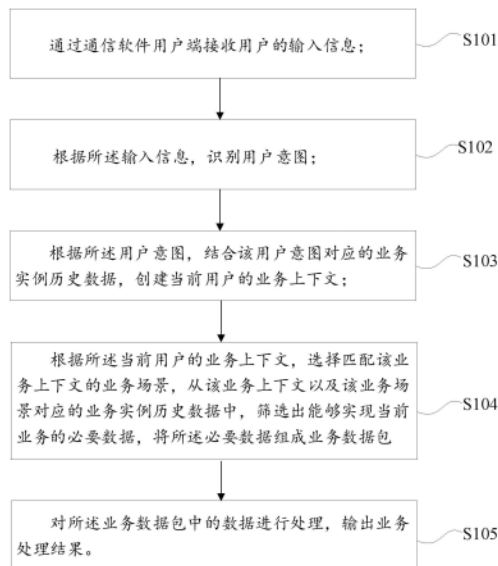 通过通信软件用户端接收用户的输入信息；
S101
根据所述输入信息，识别用户意图；
S102
根据所述用户意图，结合该用户意图对应的业务
实例历史数据，创建当前用户的业务上下文；
S103
根据所述当前用户的业务上下文，选择匹配该业
务上下文的业务场景，从该业务上下文以及该业务场
景对应的业务实例历史数据中，筛选出能够实现当前
业务的必要数据，将所述必要数据组成业务数据包
S104
对所述业务数据包中的数据进行处理，输出业务
处理结果。
S105